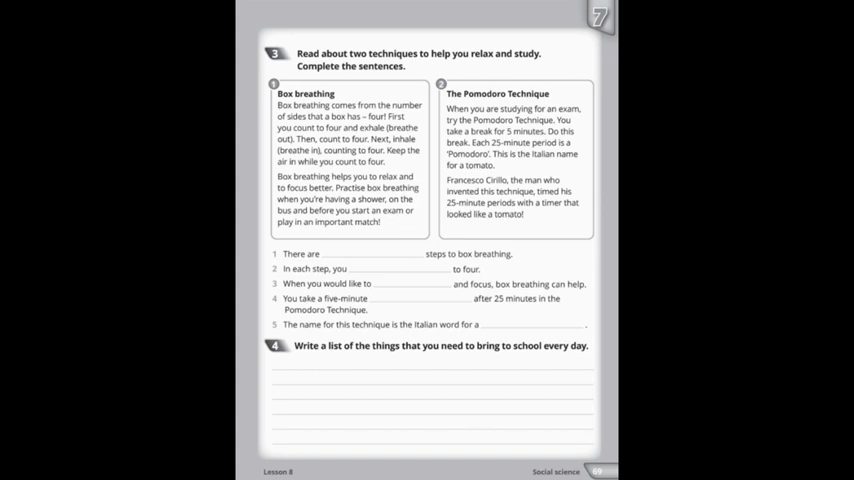 7
3 Read about two techniques to help you relax and study.
Complete the sentences.
1
Box breathing
Box breathing comes from the number
of sides that a box has – four! First
you count to four and exhale (breathe
out). Then, count to four. Next, inhale
(breathe in), counting to four. Keep the
air in while you count to four.
Box breathing helps you to relax and
to focus better. Practise box breathing
when you're having a shower, on the
bus and before you start an exam or
play in an important match!
2
The Pomodoro Technique
When you are studying for an exam,
try the Pomodoro Technique. You
take a break for 5 minutes. Do this
break. Each 25-minute period is a
'Pomodoro'. This is the Italian name
for a tomato.
Francesco Cirillo, the man who
invented this technique, timed his
25-minute periods with a timer that
looked like a tomato!
1 There are steps to box breathing.
2 In each step, you to four.
3 When you would like to and focus, box breathing can help.
4 You take a five-minute after 25 minutes in the
Pomodoro Technique.
5 The name for this technique is the Italian word for a .
4 Write a list of the things that you need to bring to school every day.
Lesson 8 Social science 69